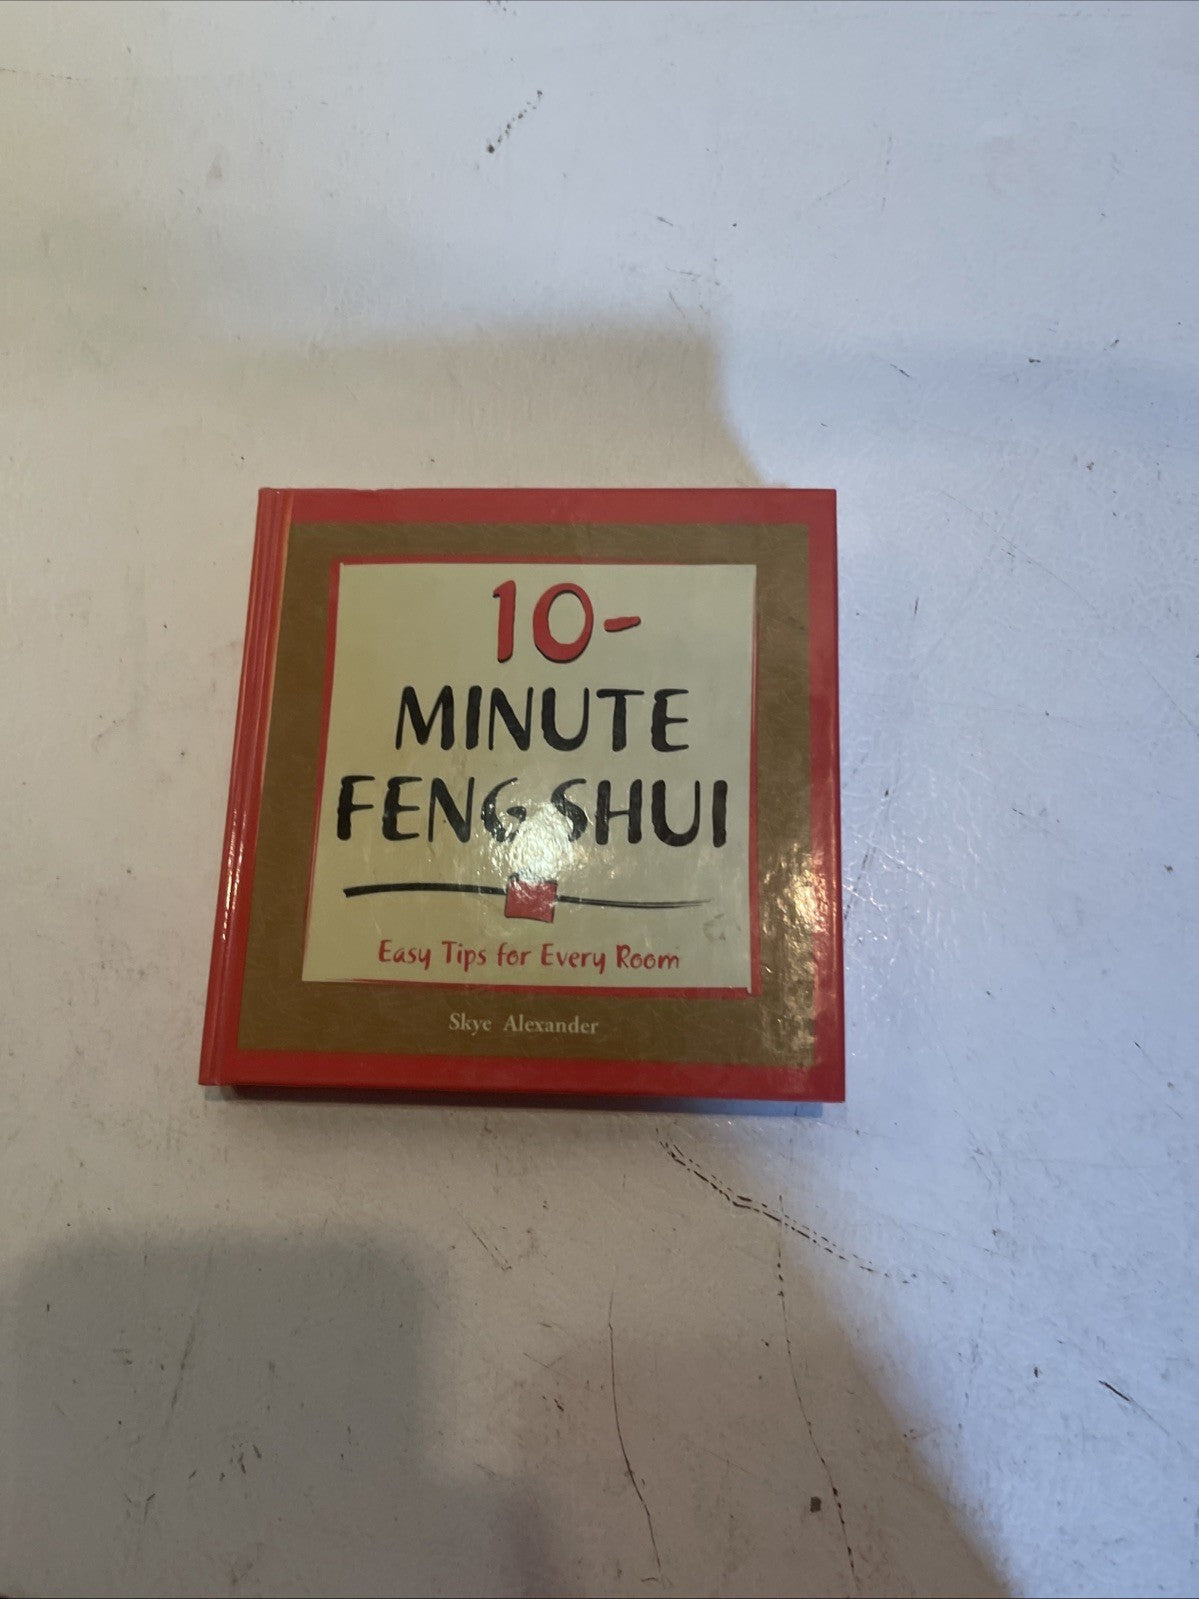 10-
MINUTE
FENG SHUI
Easy Tips for Every Room
Skye Alexander